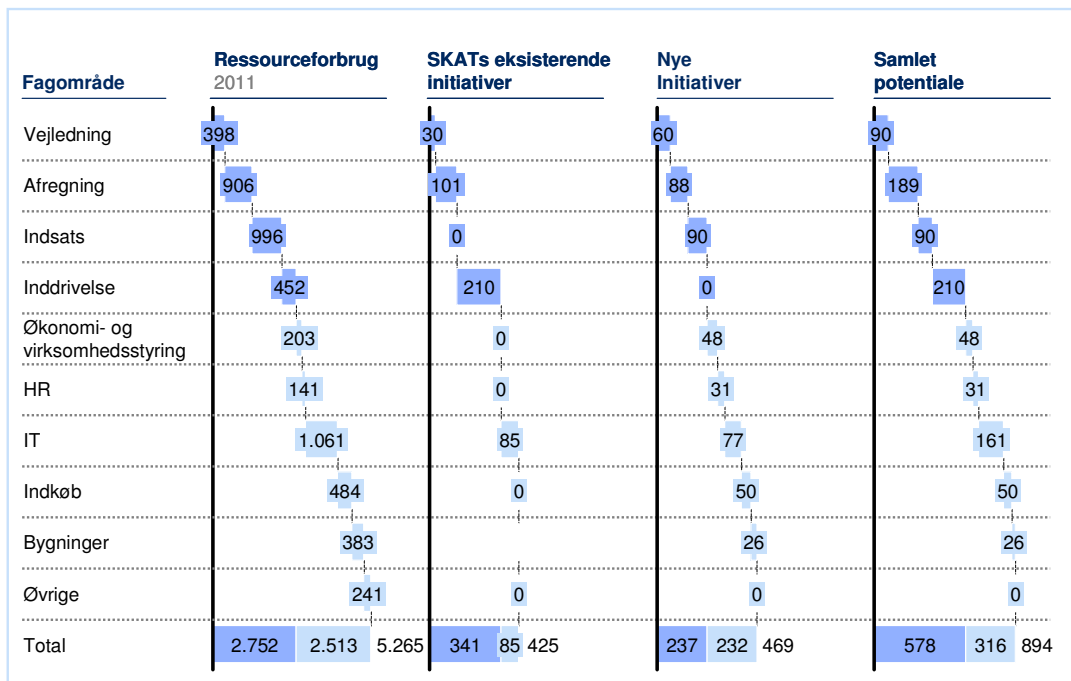 Fagområde
Ressourceforbrug
2011
SKATs eksisterende
initiativer
Nye
Initiativer
Samlet
potentiale
Vejledning 398 30 60 90
Afregning 906 101 88 189
Indsats 996 0 90 90
Inddrivelse 452 210 0 210
Økonomi- og
virksomhedsstyring 203 0 48 48
HR 141 0 31 31
IT 1.061 85 77 161
Indkøb 484 0 50 50
Bygninger 383 26 26
Øvrige 241 0 0 0
Total 2.752 2.513 5.265 341 85 425 237 232 469 578 316 894